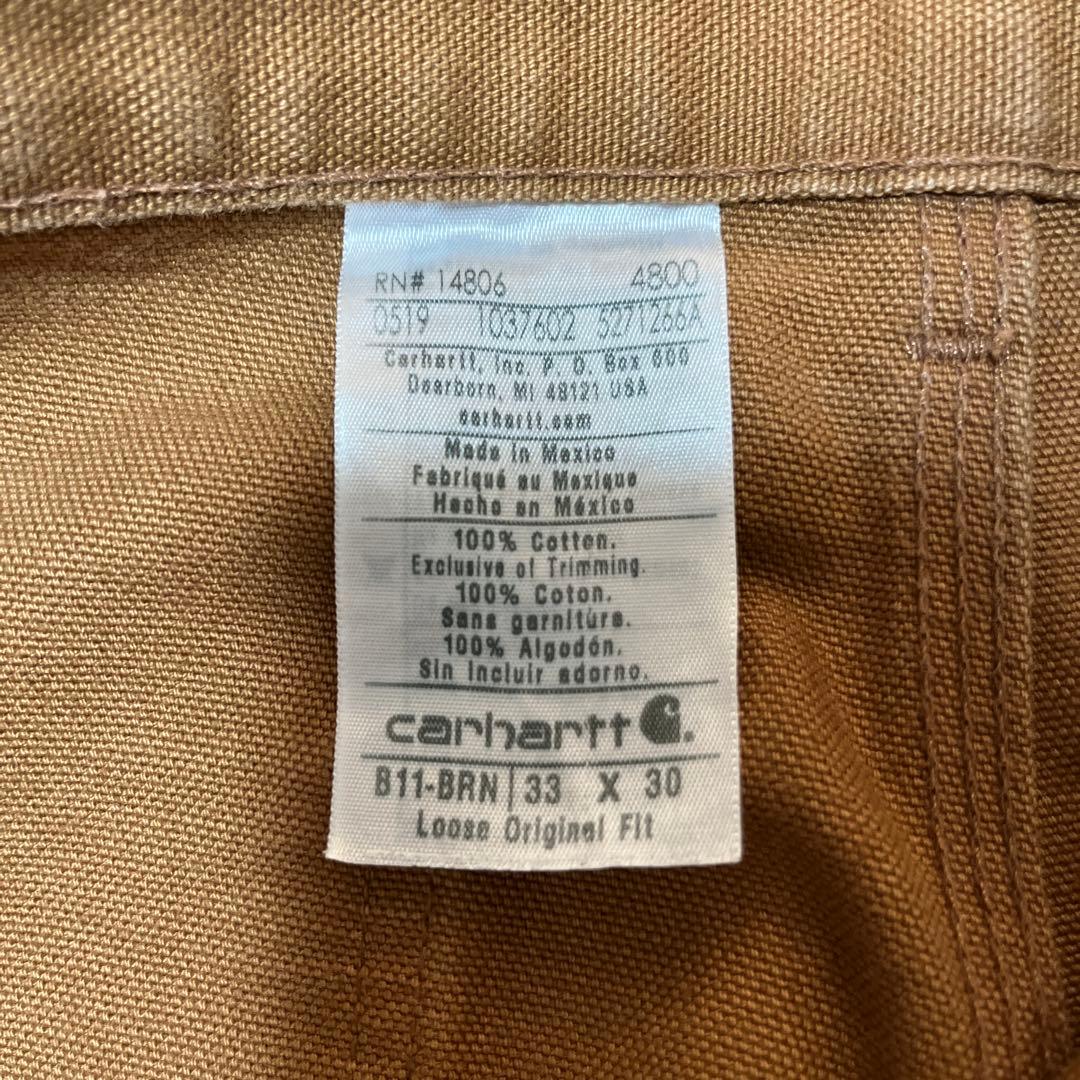 RN# 14806 4800
0519 1037602 5271266A
Carhartt, Inc. P. O. Box 600
Dearborn, MI 48121 USA
carhartt.com
Made in Mexico
Fabriqué au Mexique
Hecho en México
100% Cotton.
Exclusive of Trimming.
100% Coton.
Sans garniture.
100% Algodón.
Sin incluir adorno.
carhartt
B11-BRN | 33 X 30
Loose Original Fit